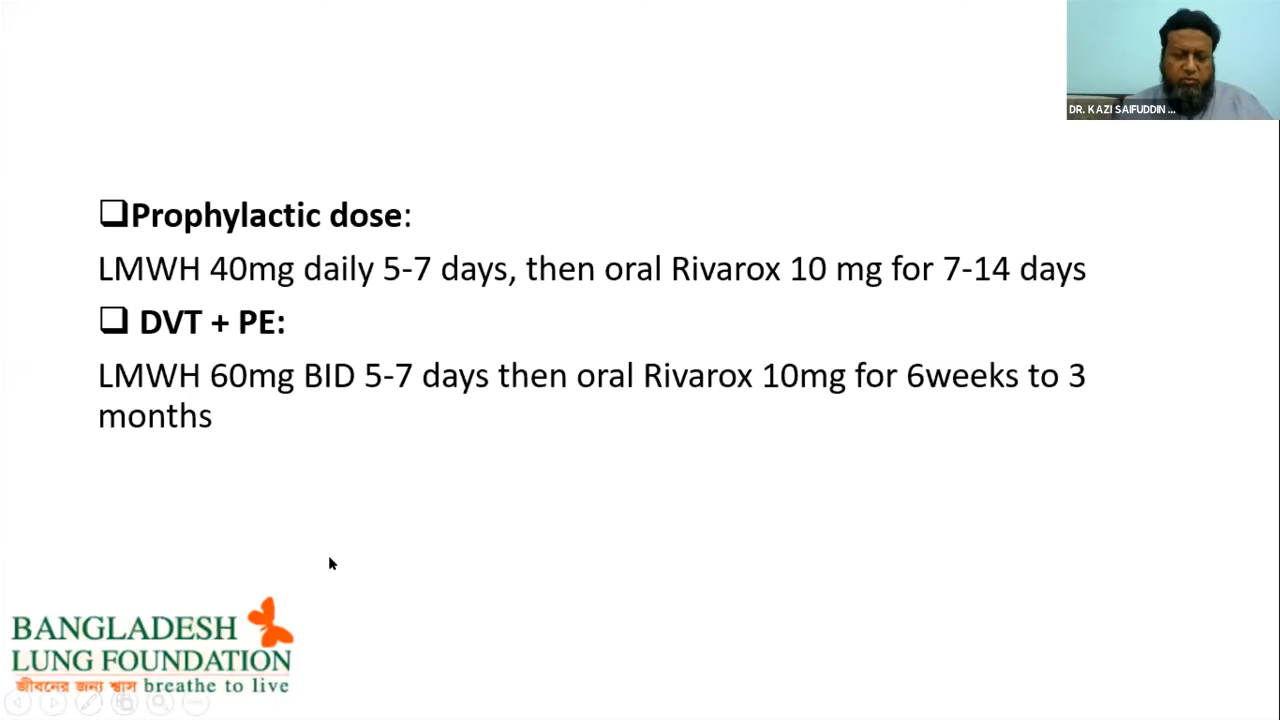 DR. KAZI SAIFUDDIN ...
Prophylactic dose:
LMWH 40mg daily 5-7 days, then oral Rivarox 10 mg for 7-14 days
DVT + PE:
LMWH 60mg BID 5-7 days then oral Rivarox 10mg for 6weeks to 3
months
BANGLADESH
LUNG FOUNDATION
জীবনের জন্য শ্বাস breathe to live